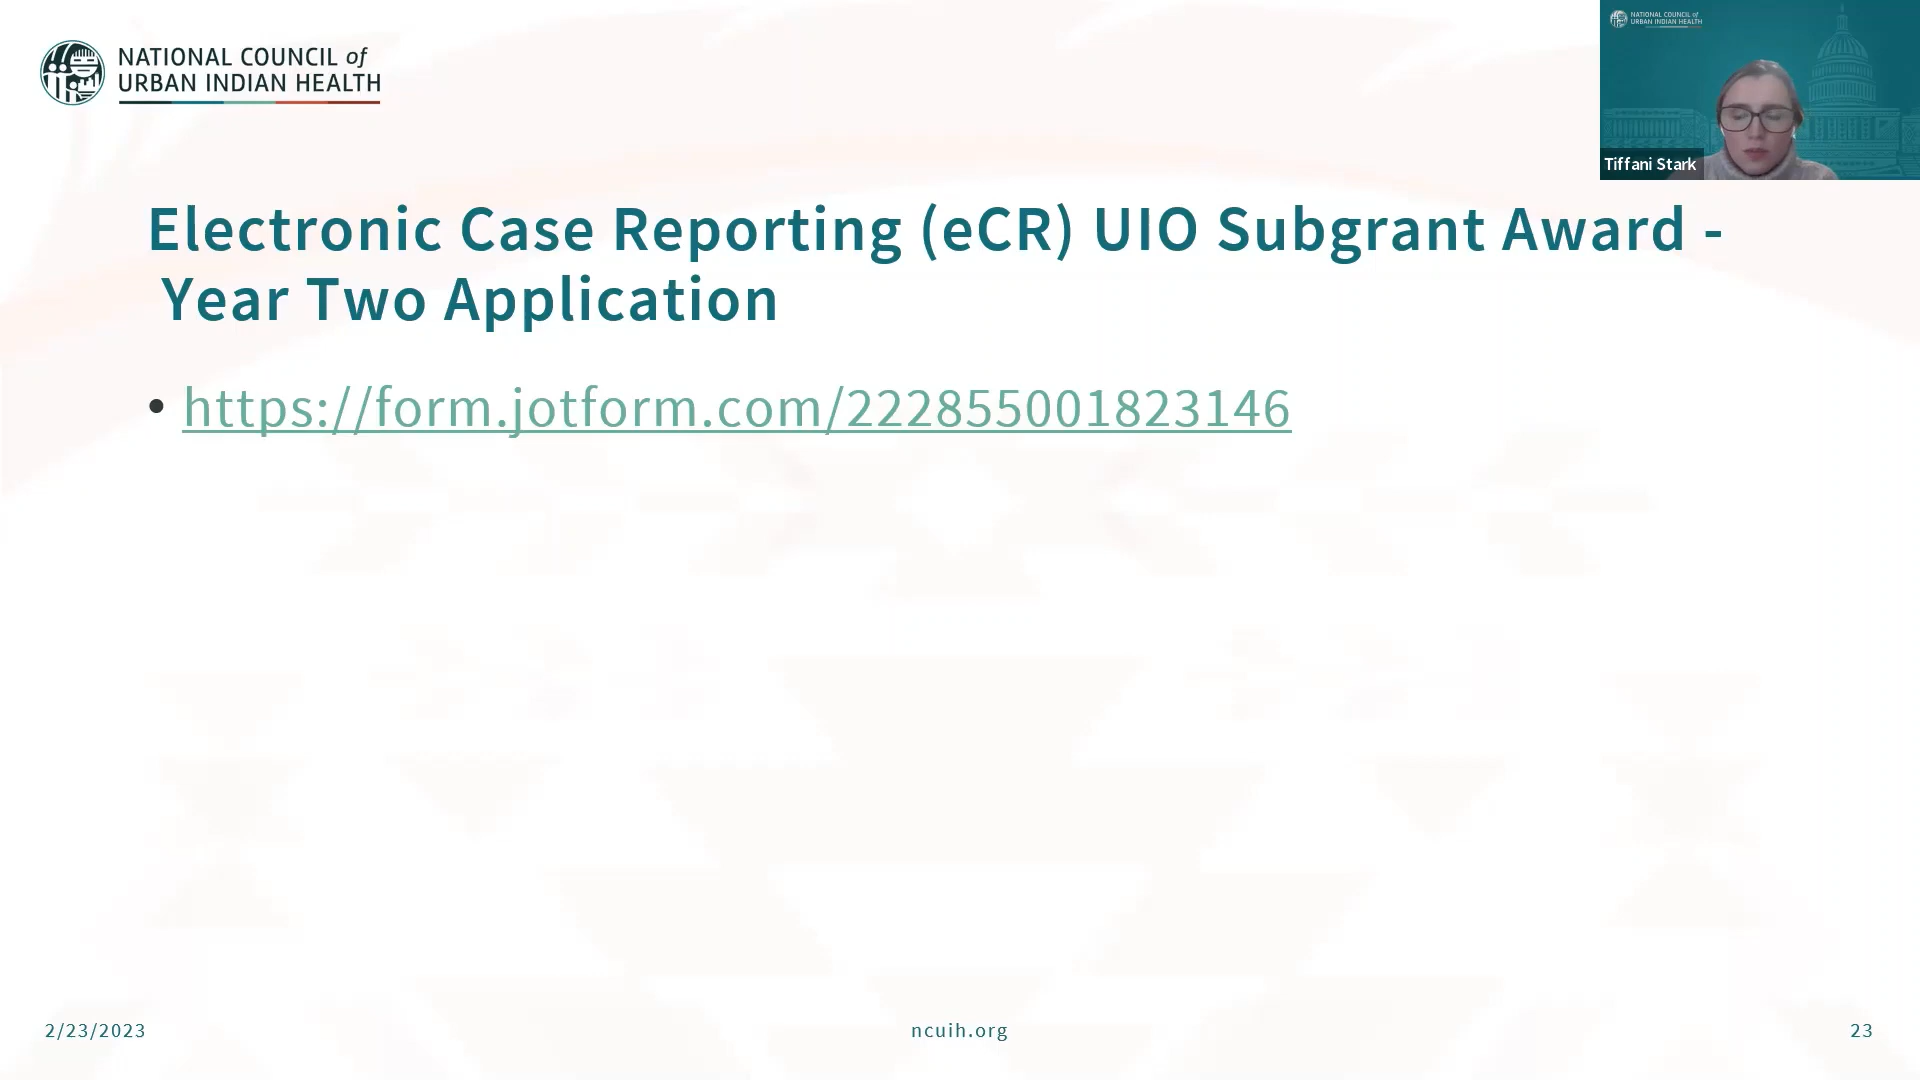 NATIONAL COUNCIL of
URBAN INDIAN HEALTH
NATIONAL COUNCIL of
URBAN INDIAN HEALTH
Tiffani Stark
Electronic Case Reporting (eCR) UIO Subgrant Award -
Year Two Application
• https://form.jotform.com/222855001823146
2/23/2023
ncuih.org
23